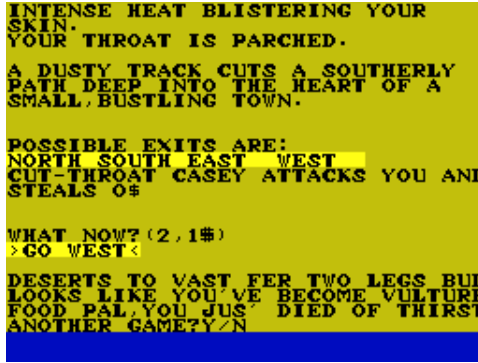 INTENSE HEAT BLISTERING YOUR
SKIN.
YOUR THROAT IS PARCHED.
A DUSTY TRACK CUTS A SOUTHERLY
PATH DEEP INTO THE HEART OF A
SMALL,BUSTLING TOWN.
POSSIBLE EXITS ARE:
NORTH SOUTH EAST WEST
CUT-THROAT CASEY ATTACKS YOU AND
STEALS 0$
WHAT NOW?(2,1$)
>GO WEST<
DESERTS TO VAST FER TWO LEGS BUD
LOOKS LIKE YOU'VE BECOME VULTURE
FOOD PAL,YOU JUS' DIED OF THIRST
ANOTHER GAME?Y/N